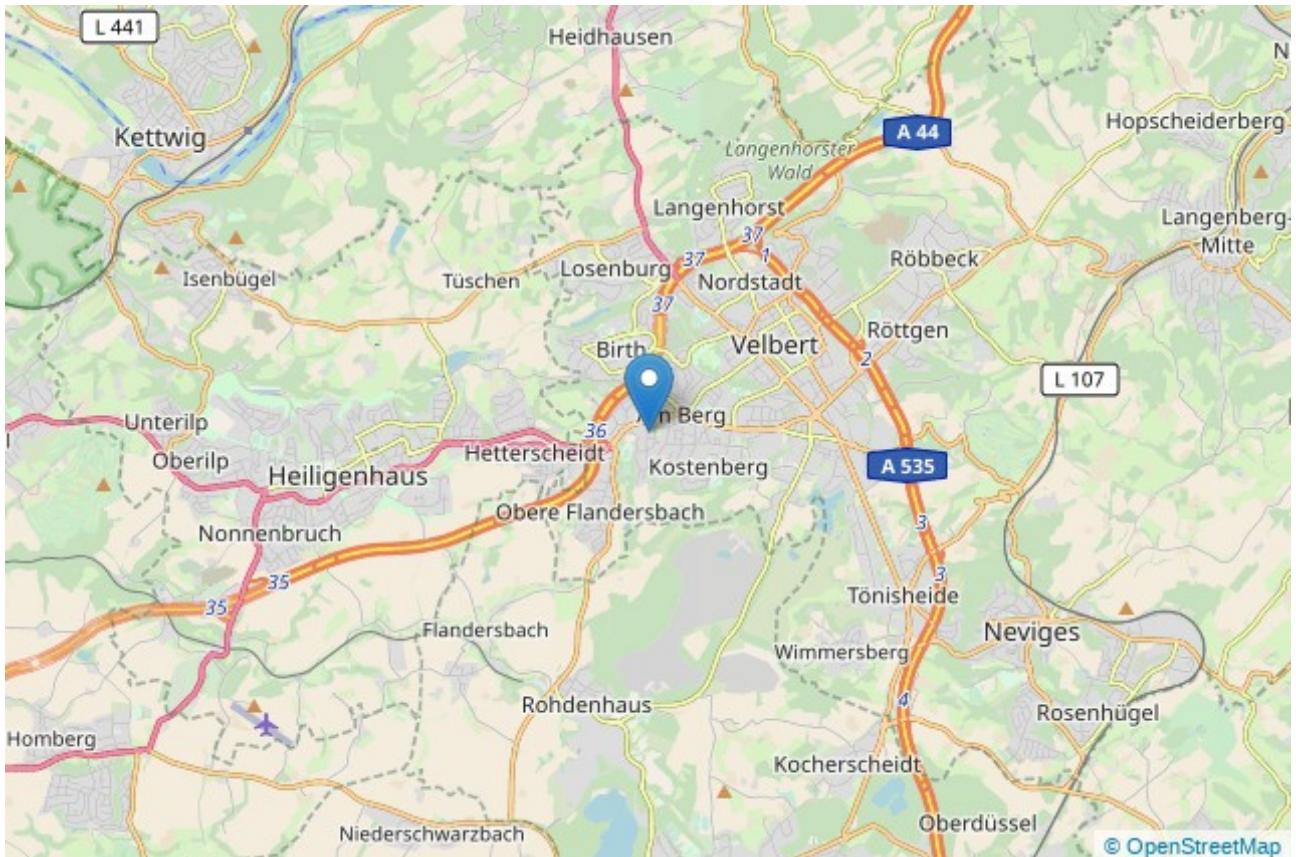 L 441
Heidhausen
Kettwig
A 44
Hopscheiderberg
N
Langenhorster
Wald
Langenhorst
Langenberg-
Mitte
37
1
37
Losenburg
Röbbeck
Isenbügel
Tüschen
Nordstadt
37
Röttgen
Birth
Velbert
2
L 107
Unterilp
36
Berg
Hetterscheidt
Oberilp
Heiligenhaus
Kostenberg
A 535
Obere Flandersbach
Nonnenbruch
3
35
3
35
Tönisheide
Flandersbach
Neviges
Wimmersberg
4
Rohdenhaus
Rosenhügel
Homberg
Kocherscheidt
Niederschwarzbach
Oberdüssel
© OpenStreetMap